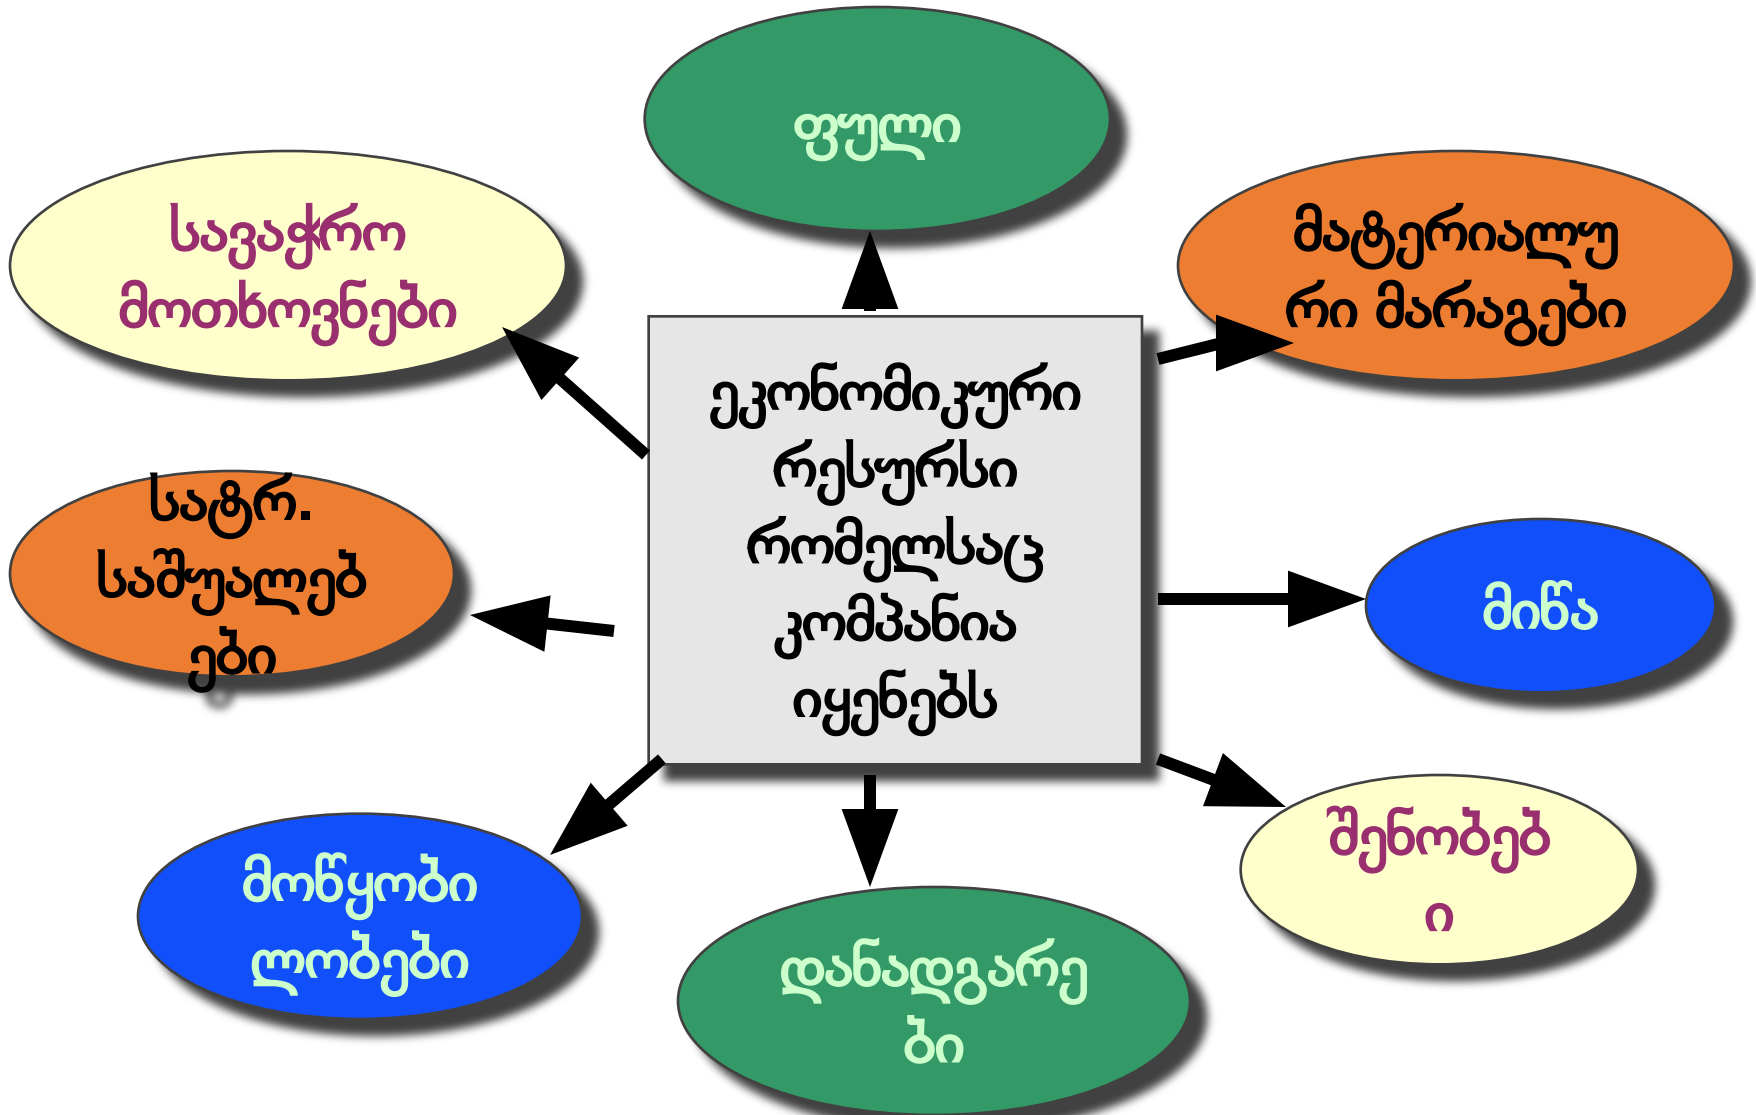 ფული
სავაჭრო
მოთხოვნები
მატერიალუ
რი მარაგები
ეკონომიკური
რესურსი
რომელსაც
კომპანია
იყენებს
სატრ.
საშუალებ
ები
მიწა
შენობებ
ი
მოწყობი
ლობები
დანადგარე
ბი